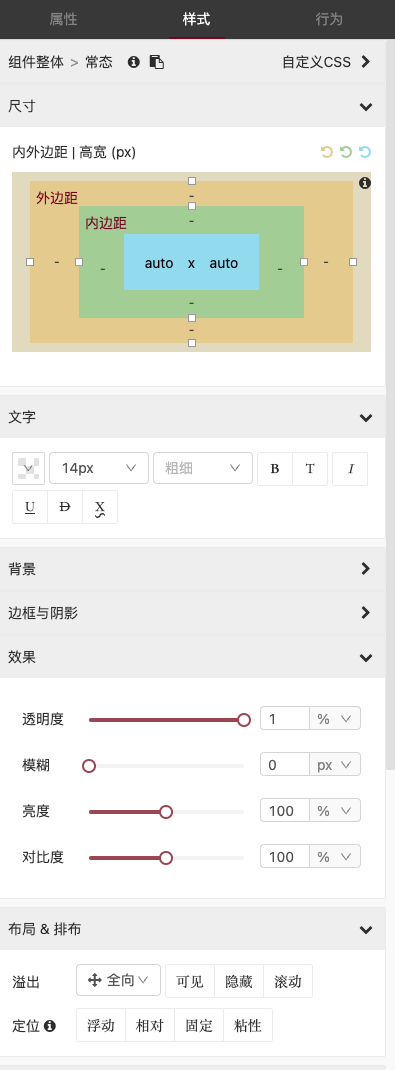 属性 样式 行为
组件整体 > 常态 自定义CSS
尺寸
内外边距 | 高宽 (px)
外边距
-
内边距
-
- - auto x auto - -
-
-
文字
14px 粗细 B T I
U D X
背景
边框与阴影
效果
透明度 1 %
模糊 0 px
亮度 100 %
对比度 100 %
布局 & 排布
溢出 全向 可见 隐藏 滚动
定位 浮动 相对 固定 粘性